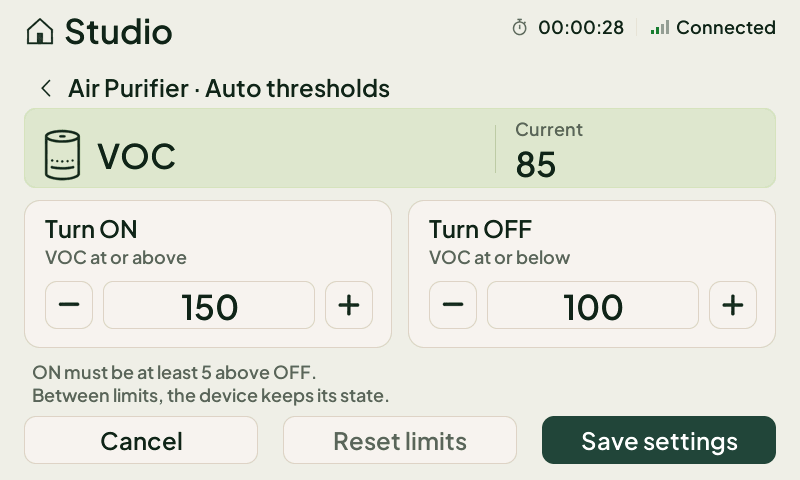 Studio
00:00:28
Connected
Air Purifier · Auto thresholds
VOC
Current
85
Turn ON
VOC at or above
− 150 +
Turn OFF
VOC at or below
− 100 +
ON must be at least 5 above OFF.
Between limits, the device keeps its state.
Cancel
Reset limits
Save settings